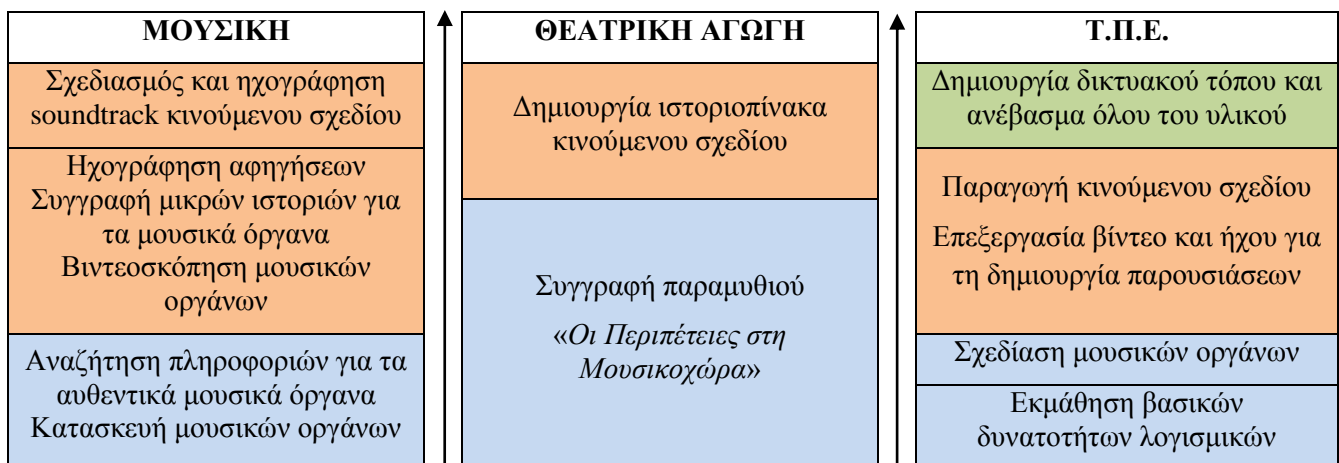 ΜΟΥΣΙΚΗ
Σχεδιασμός και ηχογράφηση
soundtrack κινούμενου σχεδίου
Ηχογράφηση αφηγήσεων
Συγγραφή μικρών ιστοριών για
τα μουσικά όργανα
Βιντεοσκόπηση μουσικών
οργάνων
Αναζήτηση πληροφοριών για τα
αυθεντικά μουσικά όργανα
Κατασκευή μουσικών οργάνων
ΘΕΑΤΡΙΚΗ ΑΓΩΓΗ
Δημιουργία ιστοριοπίνακα
κινούμενου σχεδίου
Συγγραφή παραμυθιού
«Οι Περιπέτειες στη
Μουσικοχώρα»
Τ.Π.Ε.
Δημιουργία δικτυακού τόπου και
ανέβασμα όλου του υλικού
Παραγωγή κινούμενου σχεδίου
Επεξεργασία βίντεο και ήχου για
τη δημιουργία παρουσιάσεων
Σχεδίαση μουσικών οργάνων
Εκμάθηση βασικών
δυνατοτήτων λογισμικών